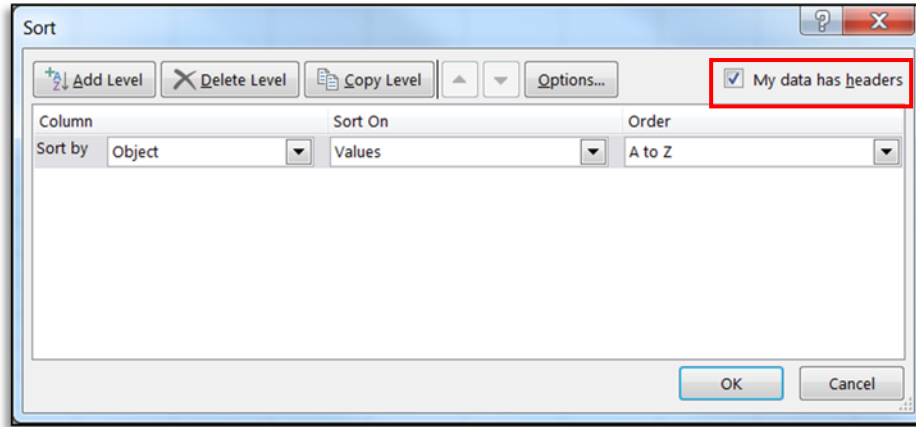 Sort
Add Level Delete Level Copy Level Options... My data has headers
Column Sort On Order
Sort by Object Values A to Z
OK Cancel